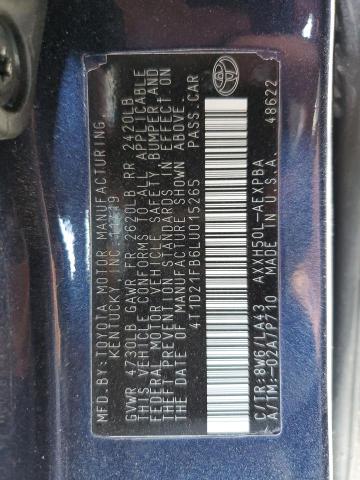 MFD.BY:TOYOTA MOTOR MANUFACTURING
KENTUCKY, INC. 11/19
GVWR 4730LB GAWR FR 2620LB RR 2420LB
THIS VEHICLE CONFORMS TO ALL APPLICABLE
FEDERAL MOTOR VEHICLE SAFETY BUMPER AND
THEFT PREVENTION STANDARDS IN EFFECT ON
THE DATE OF MANUFACTURE SHOWN ABOVE.
4T1D21FB6LU015265 PASS.CAR
C/TR:8W6/LA43 AXXH50L-AEXPBA
A/TM:-02A/P710 MADE IN U.S.A. 48622